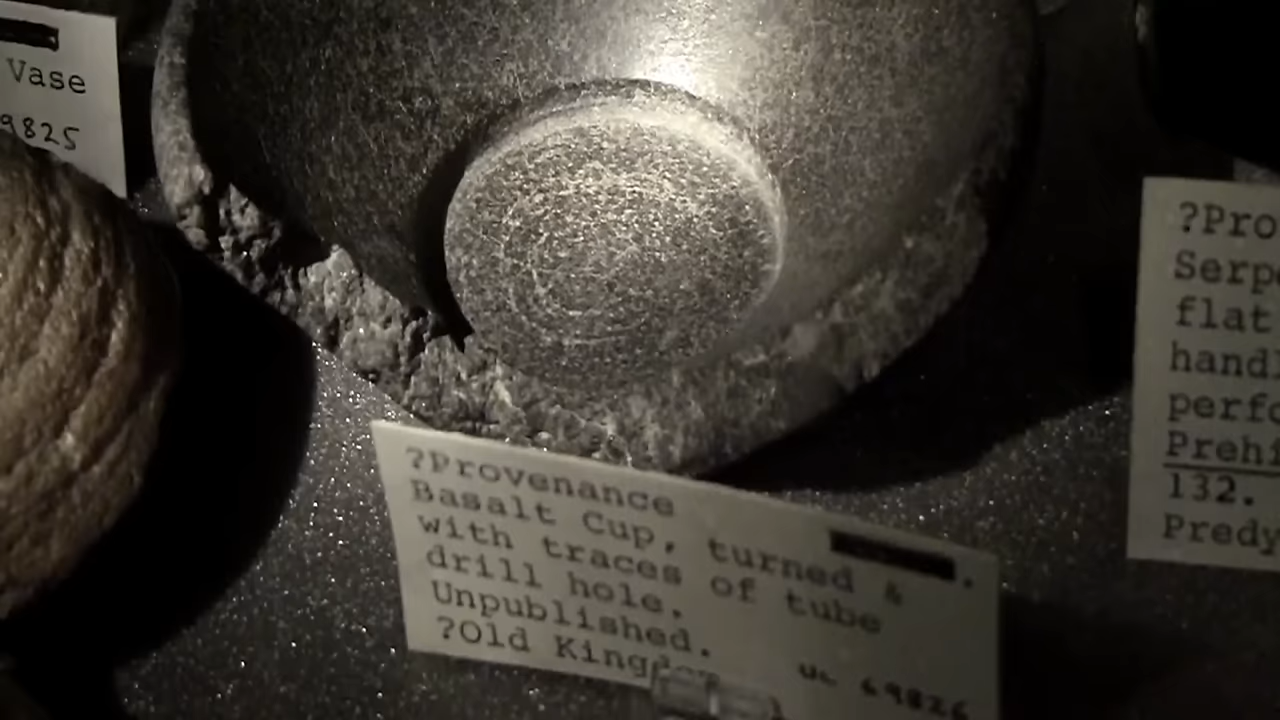 Vase
9825
?Provenance
Basalt Cup, turned &
with traces of tube
drill hole.
Unpublished.
?Old Kingdom
UC 69826
?Pro
Serpe
flat
handl
perfo
Prehi
132.
Predy